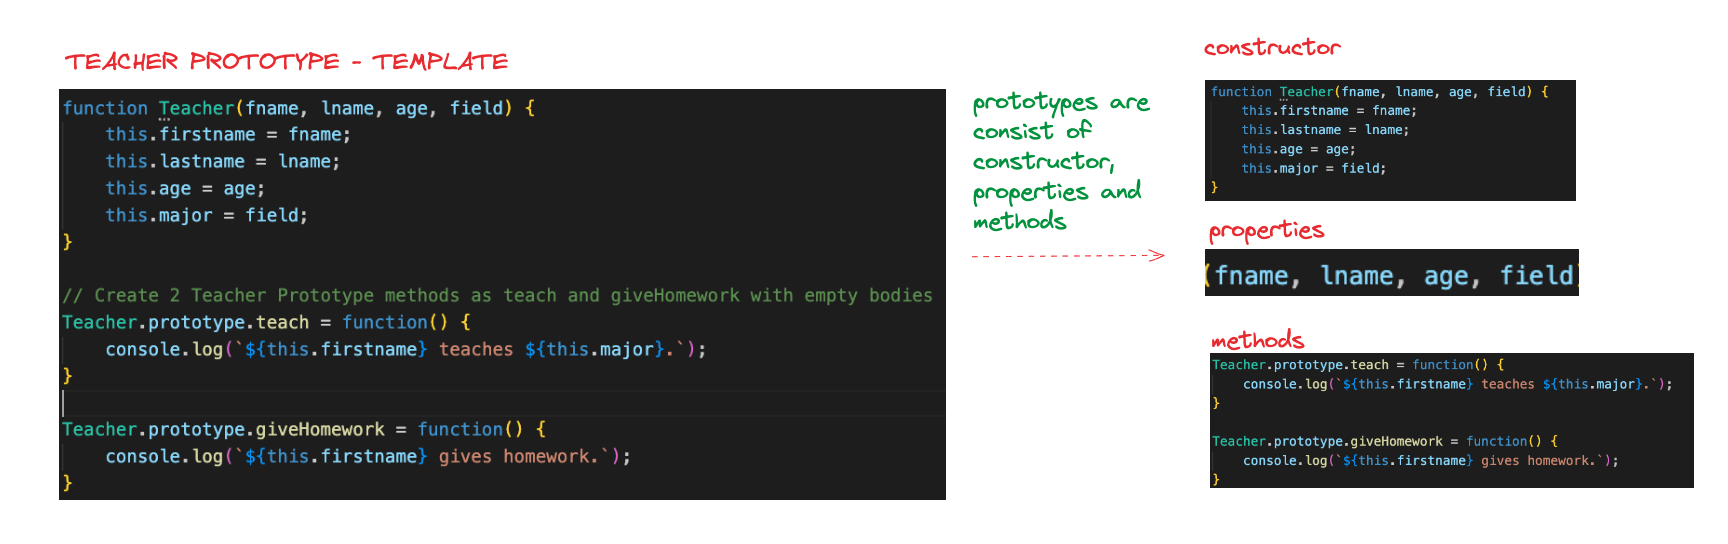 TEACHER PROTOTYPE - TEMPLATE
function Teacher(fname, lname, age, field) {
    this.firstname = fname;
    this.lastname = lname;
    this.age = age;
    this.major = field;
}
// Create 2 Teacher Prototype methods as teach and giveHomework with empty bodies
Teacher.prototype.teach = function() {
    console.log(`${this.firstname} teaches ${this.major}.`);
}
Teacher.prototype.giveHomework = function() {
    console.log(`${this.firstname} gives homework.`);
}
prototypes are
consist of
constructor,
properties and
methods
constructor
function Teacher(fname, lname, age, field) {
    this.firstname = fname;
    this.lastname = lname;
    this.age = age;
    this.major = field;
}
properties
(fname, lname, age, field)
methods
Teacher.prototype.teach = function() {
    console.log(`${this.firstname} teaches ${this.major}.`);
}
Teacher.prototype.giveHomework = function() {
    console.log(`${this.firstname} gives homework.`);
}